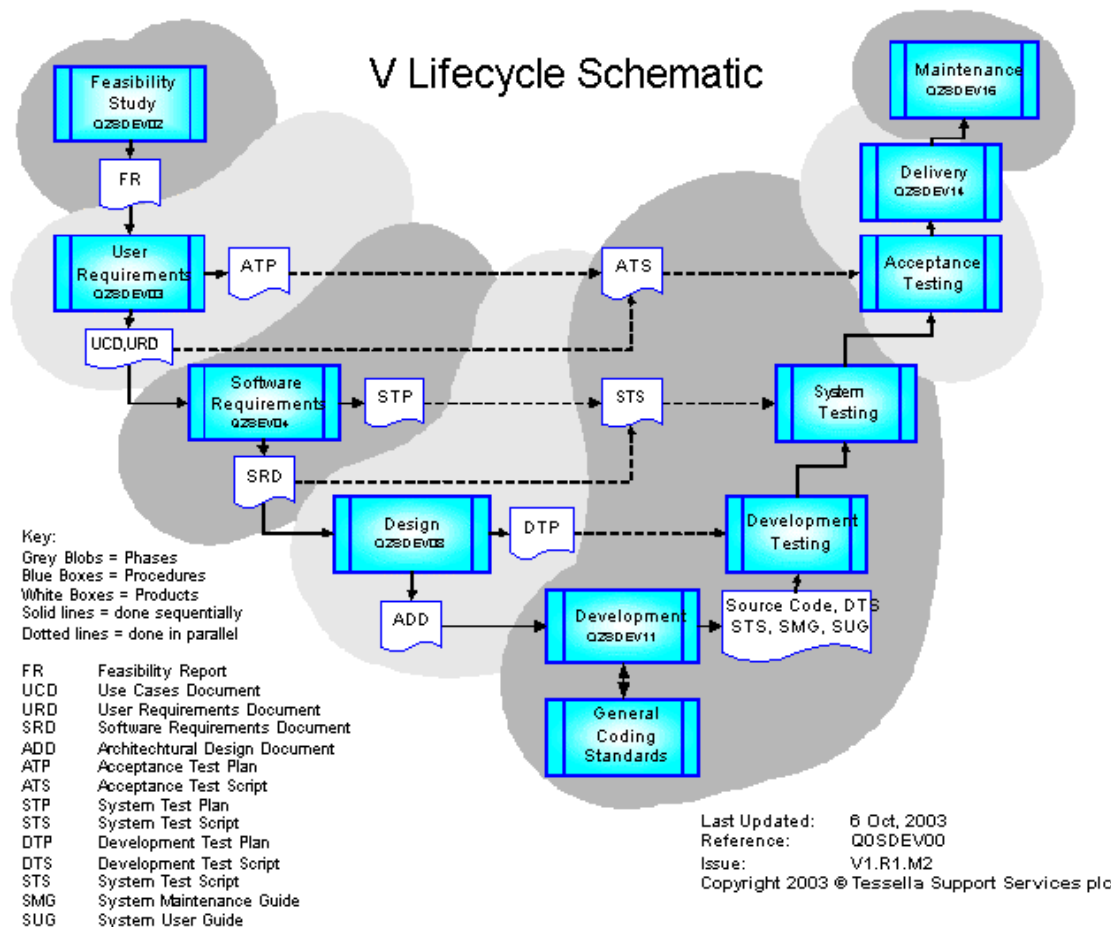 V Lifecycle Schematic
Feasibility
Study
QZSDEV02
FR
User
Requirements
QZSDEV03
ATP
ATS
UCD,URD
Maintenance
QZSDEV16
Delivery
QZSDEV14
Acceptance
Testing
Software
Requirements
QZSDEV04
STP
STS
System
Testing
SRD
Design
QZSDEV08
DTP
Development
Testing
ADD
Development
QZSDEV11
Source Code, DTS
STS, SMG, SUG
General
Coding
Standards
Key:
Grey Blobs = Phases
Blue Boxes = Procedures
White Boxes = Products
Solid lines = done sequentially
Dotted lines = done in parallel
FR Feasibility Report
UCD Use Cases Document
URD User Requirements Document
SRD Software Requirements Document
ADD Architechtural Design Document
ATP Acceptance Test Plan
ATS Acceptance Test Script
STP System Test Plan
STS System Test Script
DTP Development Test Plan
DTS Development Test Script
STS System Test Script
SMG System Maintenance Guide
SUG System User Guide
Last Updated: 6 Oct, 2003
Reference: Q0SDEV00
Issue: V1.R1.M2
Copyright 2003 © Tessella Support Services plc